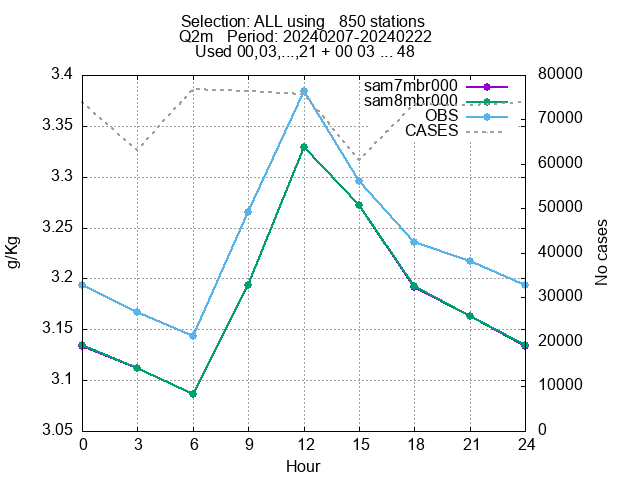 Selection: ALL using   850 stations
Q2m   Period: 20240207-20240222
Used 00,03,...,21 + 00 03 ... 48
sam7mbr000
sam8mbr000
OBS
CASES
3.4
3.35
3.3
3.25
3.2
3.15
3.1
3.05
80000
70000
60000
50000
40000
30000
20000
10000
0
g/Kg
No cases
0 3 6 9 12 15 18 21 24
Hour